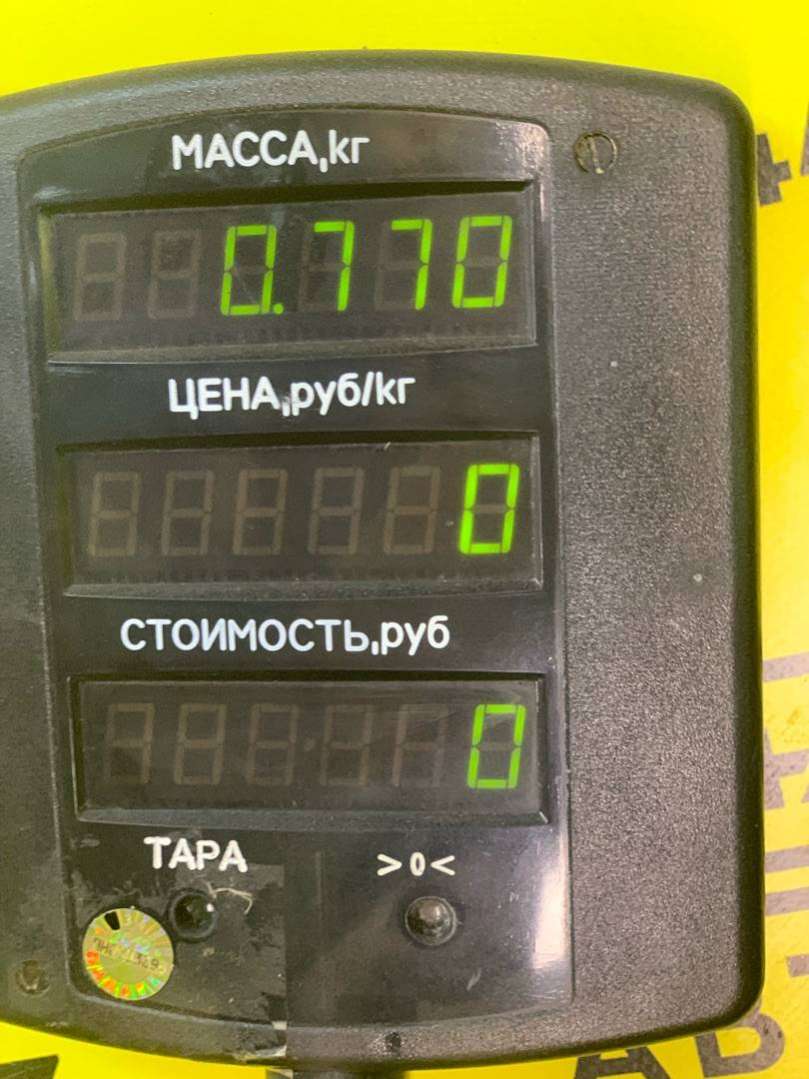 МАССА,кг
0.770
ЦЕНА,руб/кг
0
СТОИМОСТЬ,руб
0
ТАРА >0<